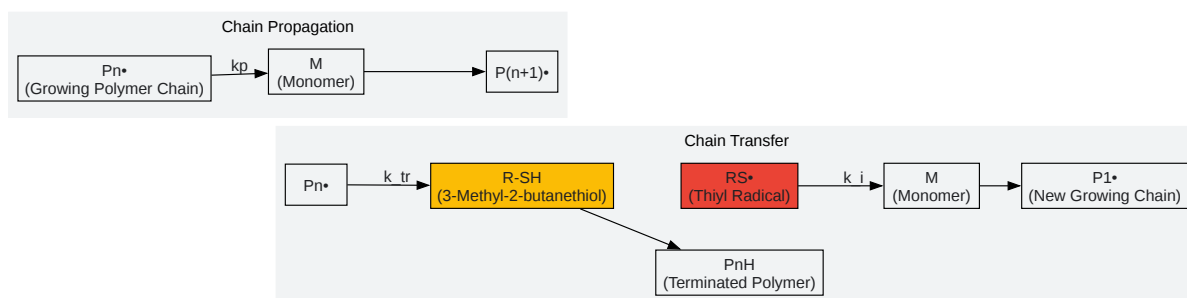 Chain Propagation
Pn•
(Growing Polymer Chain)
kp
M
(Monomer)
P(n+1)•
Chain Transfer
Pn•
k_tr
R-SH
(3-Methyl-2-butanethiol)
RS•
(Thiyl Radical)
k_i
M
(Monomer)
P1•
(New Growing Chain)
PnH
(Terminated Polymer)